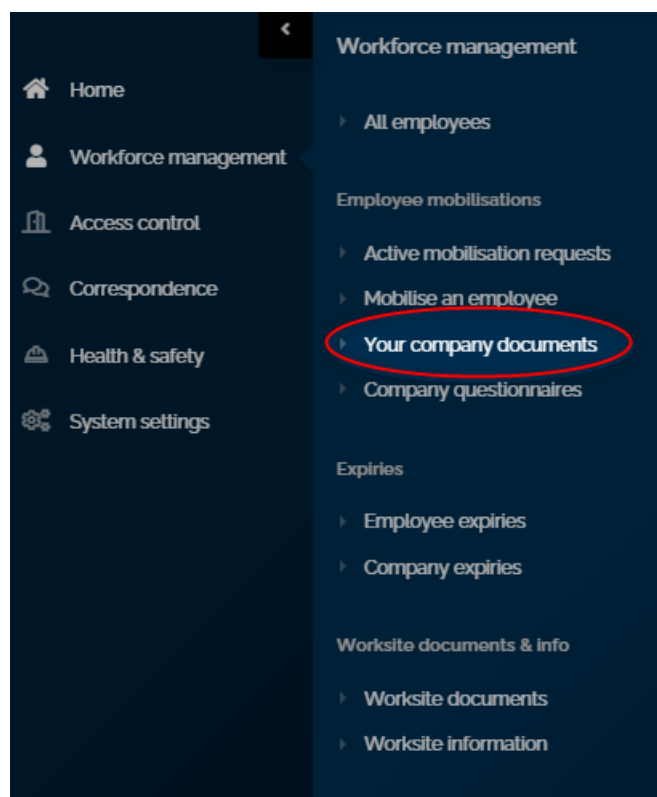 Home
Workforce management
Access control
Correspondence
Health & safety
System settings
Workforce management
All employees
Employee mobilisations
Active mobilisation requests
Mobilise an employee
Your company documents
Company questionnaires
Expiries
Employee expiries
Company expiries
Worksite documents & info
Worksite documents
Worksite information